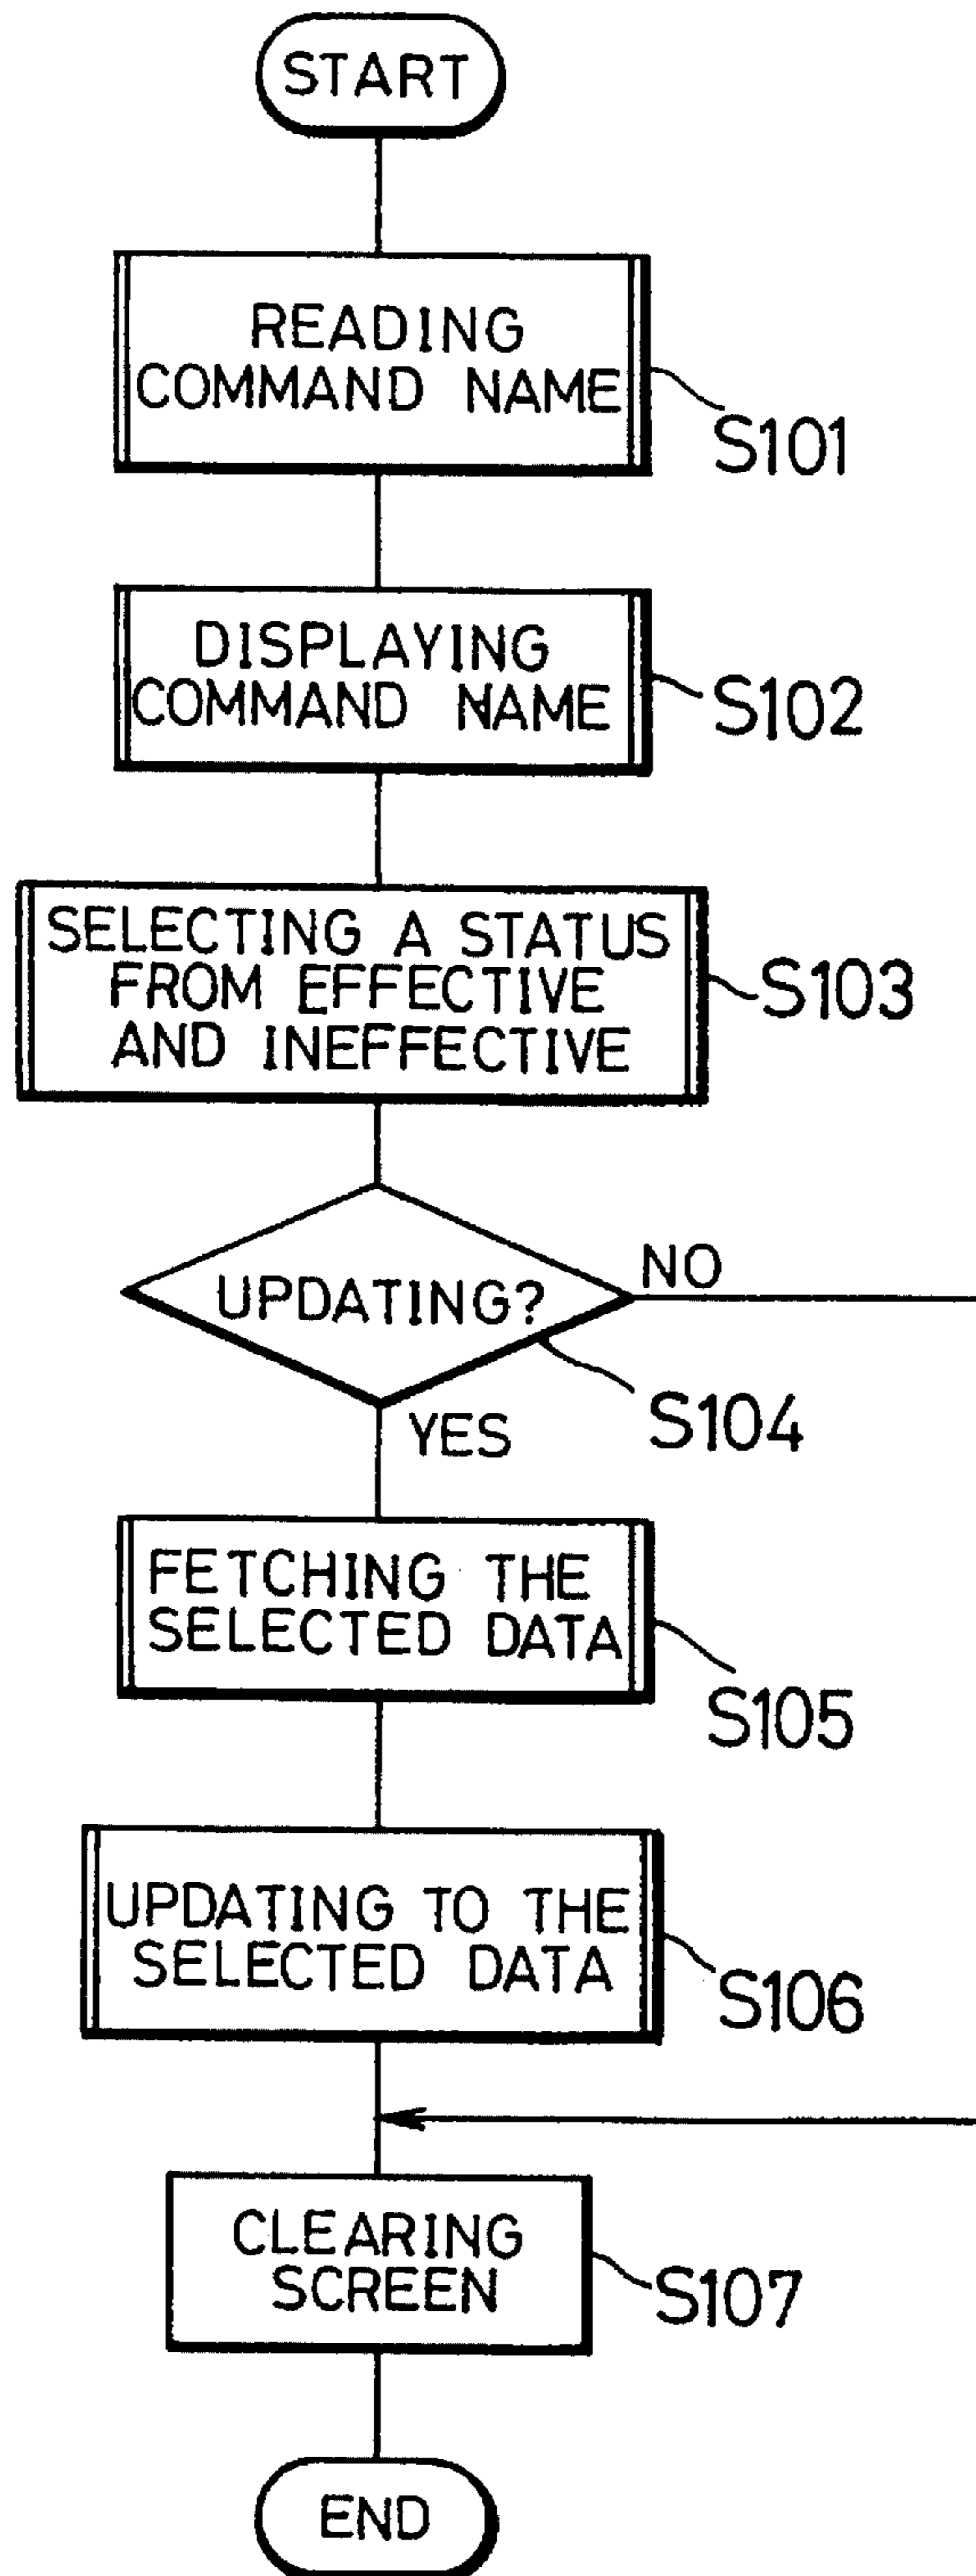 START
READING
COMMAND NAME
S101
DISPLAYING
COMMAND NAME
S102
SELECTING A STATUS
FROM EFFECTIVE
AND INEFFECTIVE
S103
UPDATING?
NO
S104
YES
FETCHING THE
SELECTED DATA
S105
UPDATING TO THE
SELECTED DATA
S106
CLEARING
SCREEN
S107
END